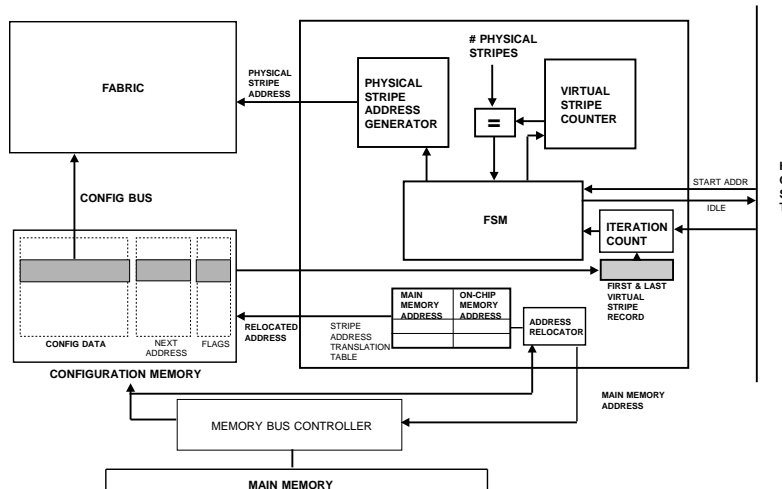 # PHYSICAL
STRIPES
FABRIC
PHYSICAL
STRIPE
ADDRESS
PHYSICAL
STRIPE
ADDRESS
GENERATOR
=
VIRTUAL
STRIPE
COUNTER
CONFIG BUS
FSM
START ADDR
IDLE
ITERATION
COUNT
FIRST & LAST
VIRTUAL
STRIPE
RECORD
CONFIG DATA
NEXT
ADDRESS
FLAGS
CONFIGURATION MEMORY
RELOCATED
ADDRESS
STRIPE
ADDRESS
TRANSLATION
TABLE
MAIN
MEMORY
ADDRESS
ON-CHIP
MEMORY
ADDRESS
ADDRESS
RELOCATOR
MAIN MEMORY
ADDRESS
MEMORY BUS CONTROLLER
MAIN MEMORY